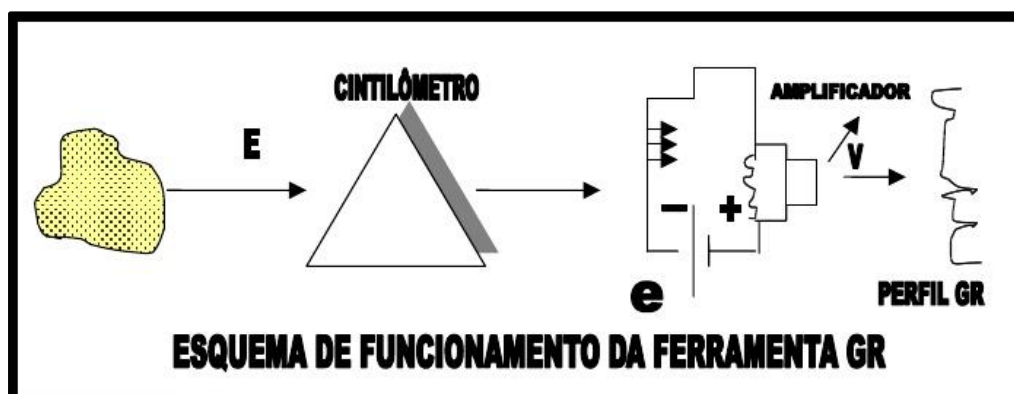 CINTILÔMETRO
E
AMPLIFICADOR
V
- +
e
PERFIL GR
ESQUEMA DE FUNCIONAMENTO DA FERRAMENTA GR